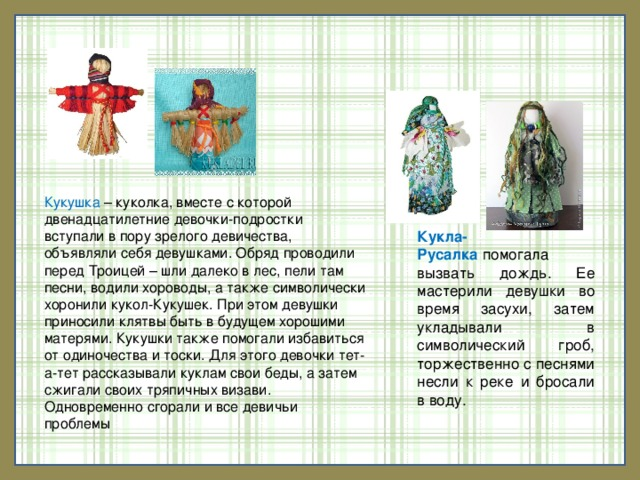 Кукушка – куколка, вместе с которой
двенадцатилетние девочки-подростки
вступали в пору зрелого девичества,
объявляли себя девушками. Обряд проводили
перед Троицей – шли далеко в лес, пели там
песни, водили хороводы, а также символически
хоронили кукол-Кукушек. При этом девушки
приносили клятвы быть в будущем хорошими
матерями. Кукушки также помогали избавиться
от одиночества и тоски. Для этого девочки тет-
а-тет рассказывали куклам свои беды, а затем
сжигали своих тряпичных визави.
Одновременно сгорали и все девичьи
проблемы
Кукла-
Русалка помогала
вызвать дождь. Ее
мастерили девушки во
время засухи, затем
укладывали в
символический гроб,
торжественно с песнями
несли к реке и бросали
в воду.